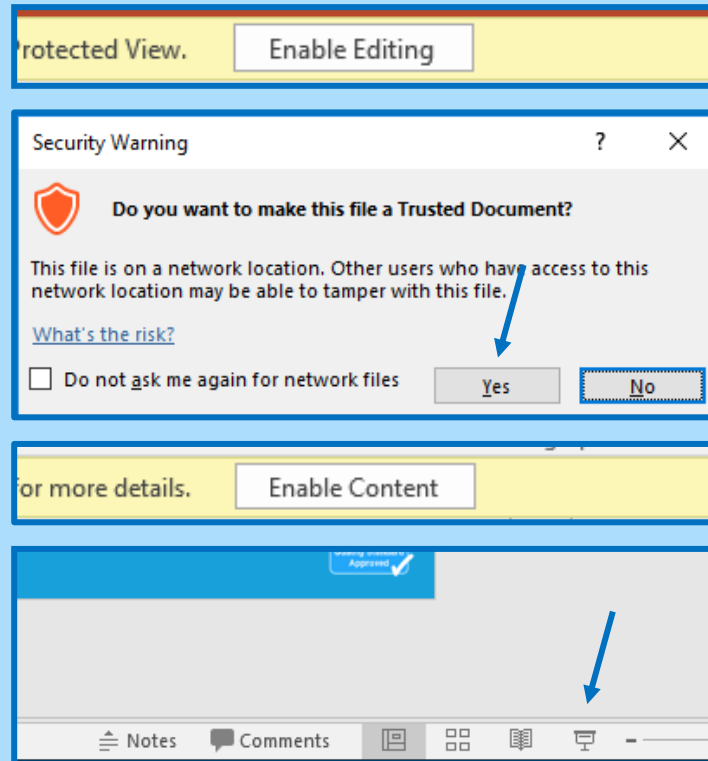 Protected View. Enable Editing
Security Warning ? X
Do you want to make this file a Trusted Document?
This file is on a network location. Other users who have access to this
network location may be able to tamper with this file.
What's the risk?
Do not ask me again for network files Yes No
for more details. Enable Content
Quality Standard
Approved
Notes Comments